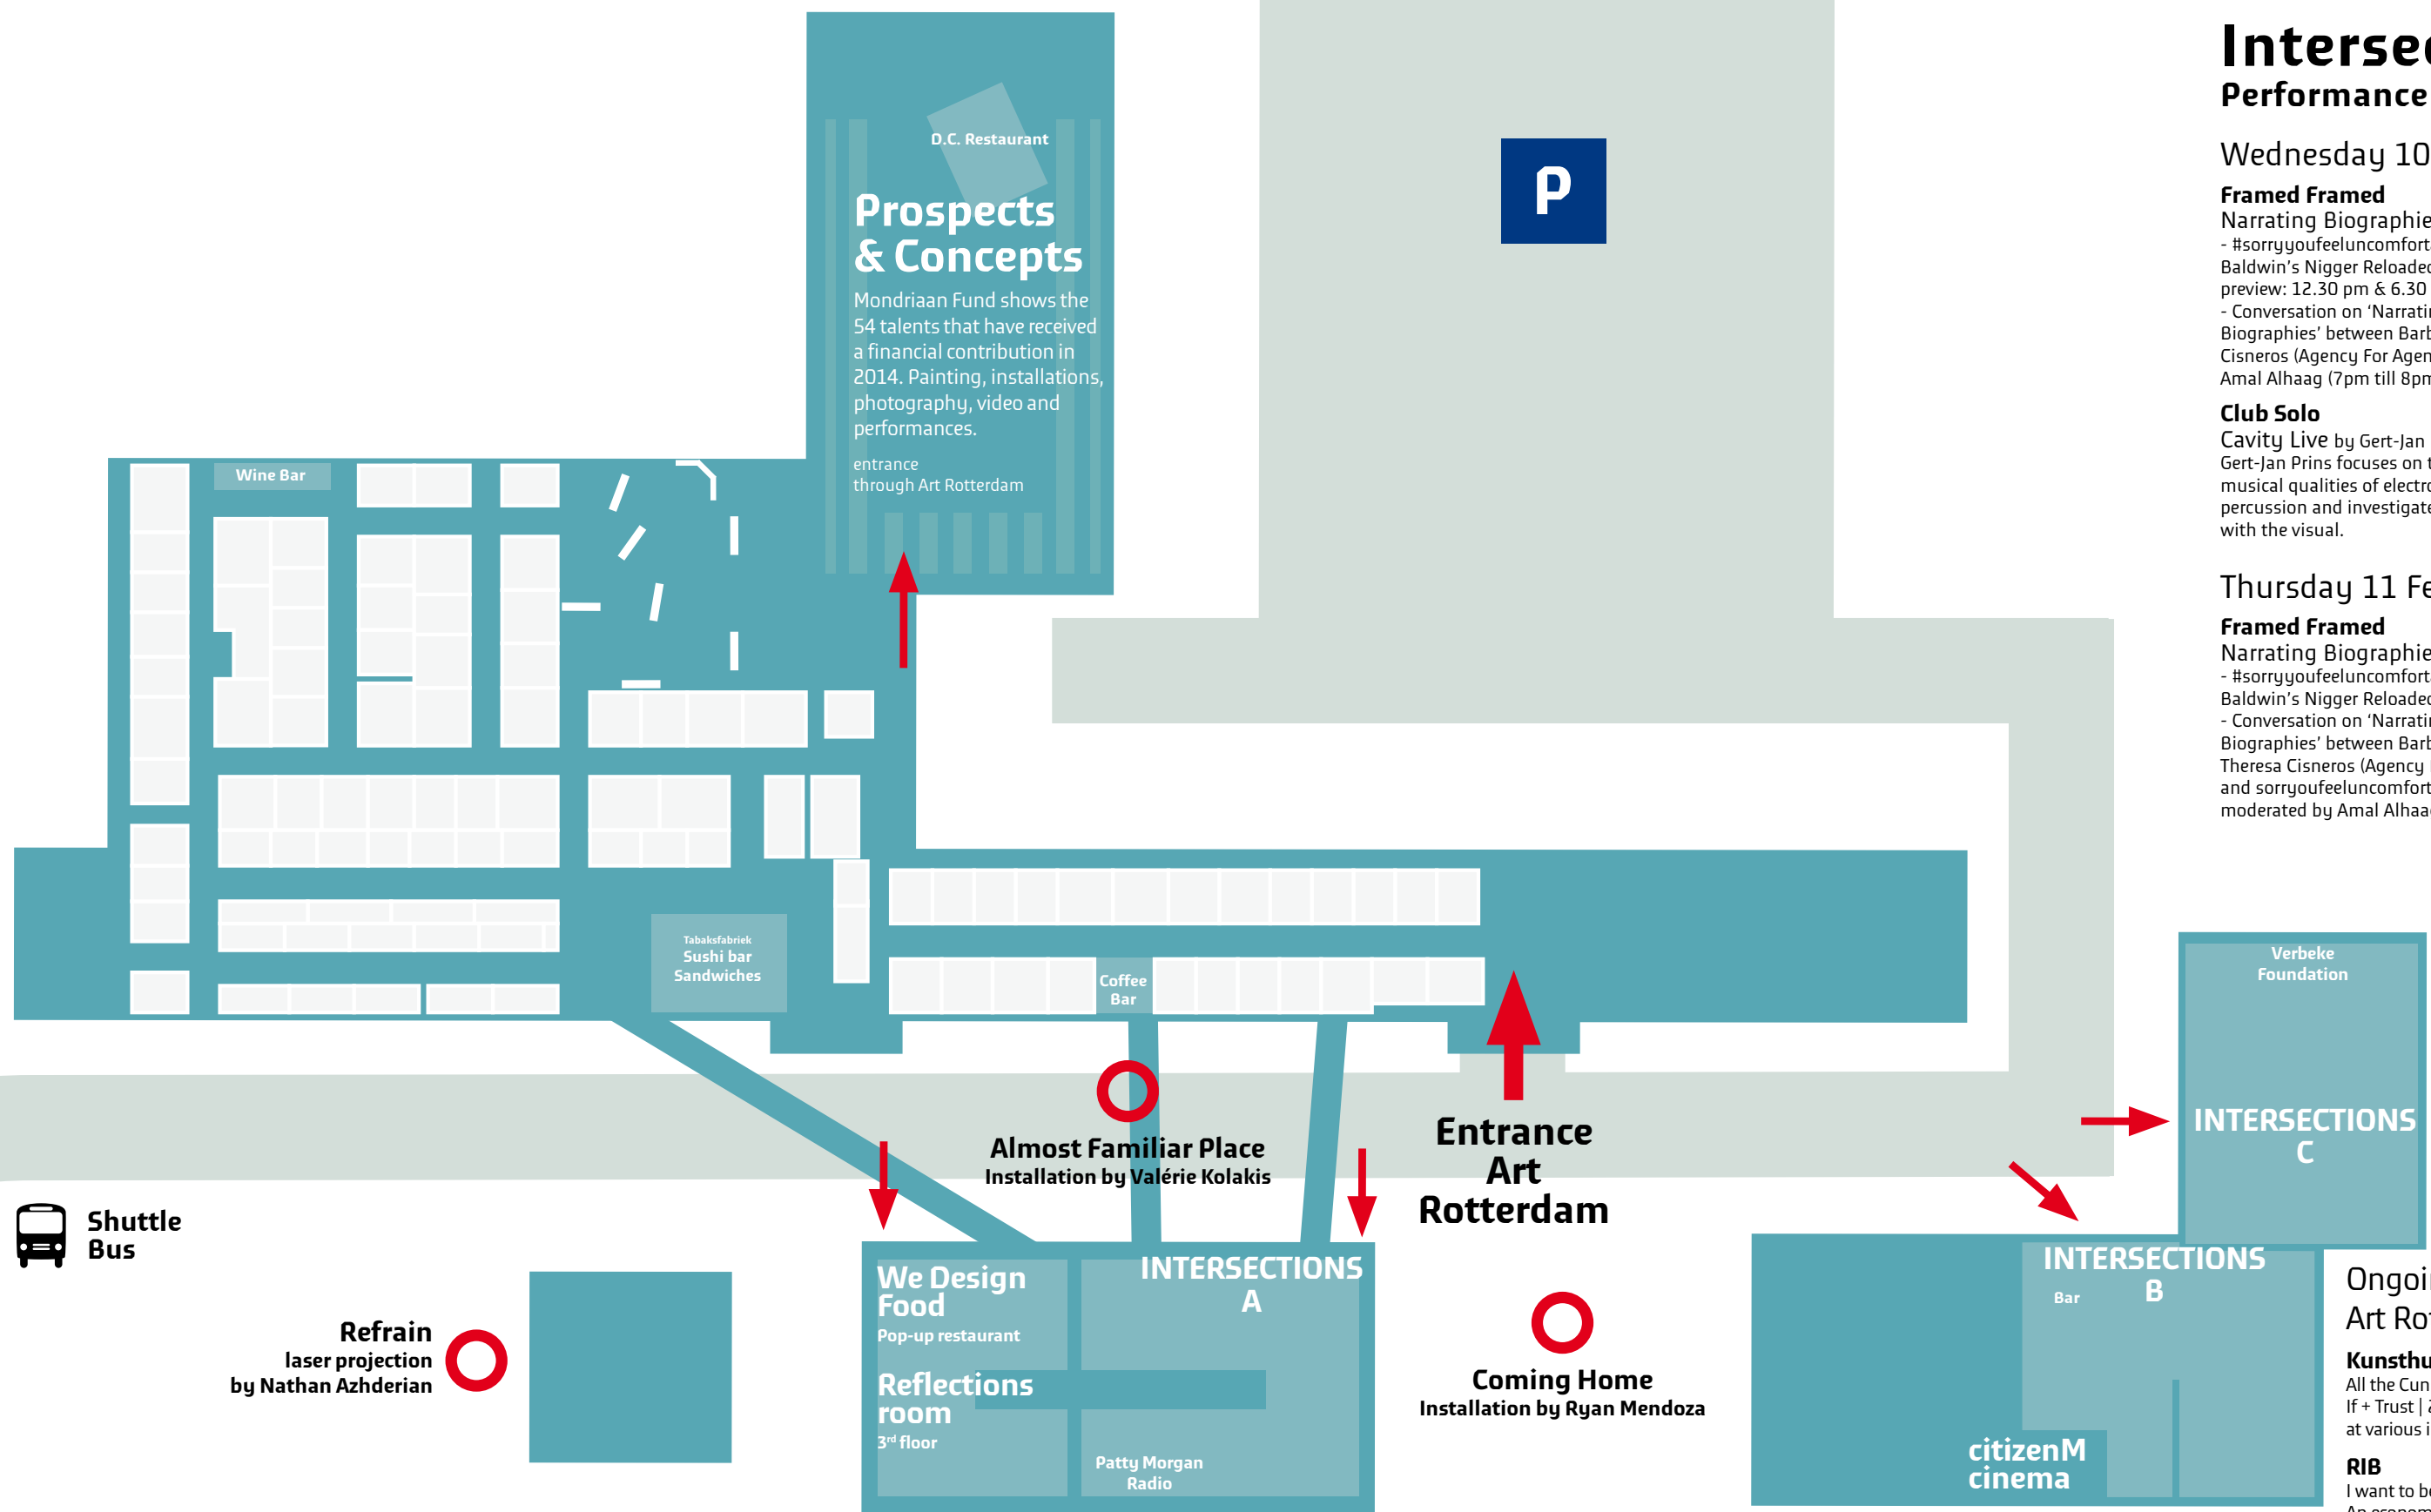 D.C. Restaurant
Prospects
& Concepts
Mondriaan Fund shows the
54 talents that have received
a financial contribution in
2014. Painting, installations,
photography, video and
performances.
entrance
through Art Rotterdam
P
Wine Bar
Tabaksfabriek
Sushi bar
Sandwiches
Coffee
Bar
Almost Familiar Place
Installation by Valérie Kolakis
Entrance
Art
Rotterdam
Shuttle
Bus
Refrain
laser projection
by Nathan Azhderian
We Design
Food
Pop-up restaurant
Reflections
room
3rd floor
INTERSECTIONS
A
Patty Morgan
Radio
Coming Home
Installation by Ryan Mendoza
Verbeke
Foundation
INTERSECTIONS
C
INTERSECTIONS
B
Bar
citizenM
cinema
Interse
Performance
Wednesday 10
Framed Framed
Narrating Biographie
- #sorryyoufeeluncomfort
Baldwin's Nigger Reloaded
preview: 12.30 pm & 6.30
- Conversation on ‘Narratin
Biographies’ between Barb
Cisneros (Agency For Agen
Amal Alhaag (7pm till 8pm
Club Solo
Cavity Live by Gert-Jan
Gert-Jan Prins focuses on t
musical qualities of electro
percussion and investigate
with the visual.
Thursday 11 Fe
Framed Framed
Narrating Biographie
- #sorryyoufeeluncomfort
Baldwin's Nigger Reloaded
- Conversation on ‘Narratin
Biographies’ between Barb
Theresa Cisneros (Agency
and sorryoufeeluncomfort
moderated by Amal Alhaa
Ongoi
Art Ro
Kunsthu
All the Cun
If + Trust |
at various i
RIB
I want to b